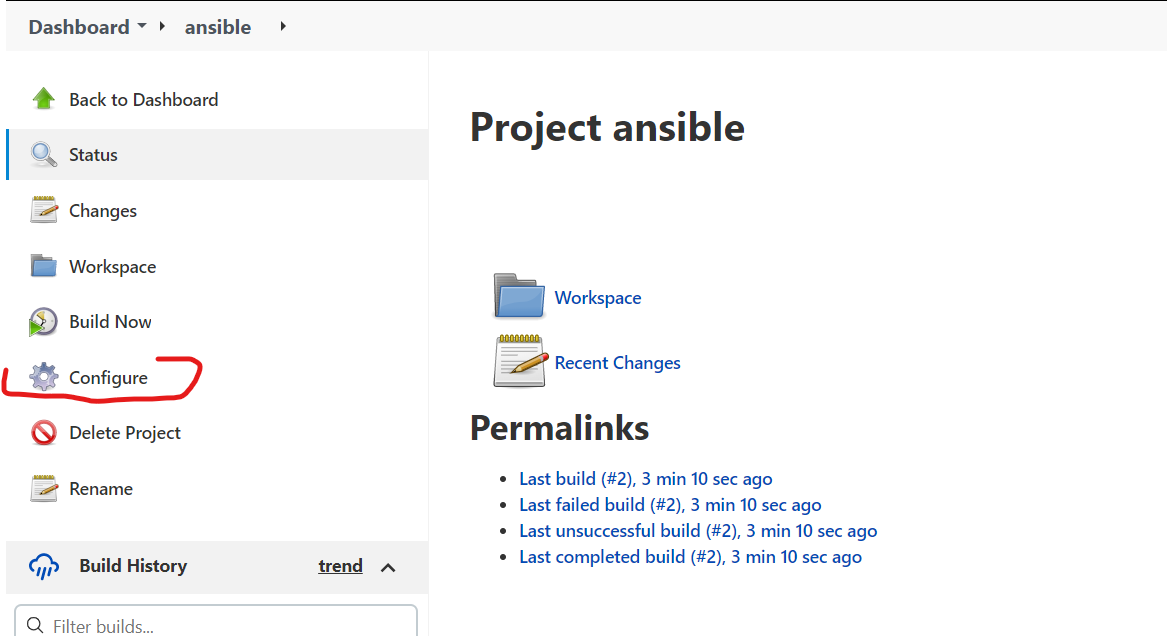 Dashboard ansible
Back to Dashboard
Status
Changes
Workspace
Build Now
Configure
Delete Project
Rename
Build History trend
Filter builds...
Project ansible
Workspace
Recent Changes
Permalinks
Last build (#2), 3 min 10 sec ago
Last failed build (#2), 3 min 10 sec ago
Last unsuccessful build (#2), 3 min 10 sec ago
Last completed build (#2), 3 min 10 sec ago